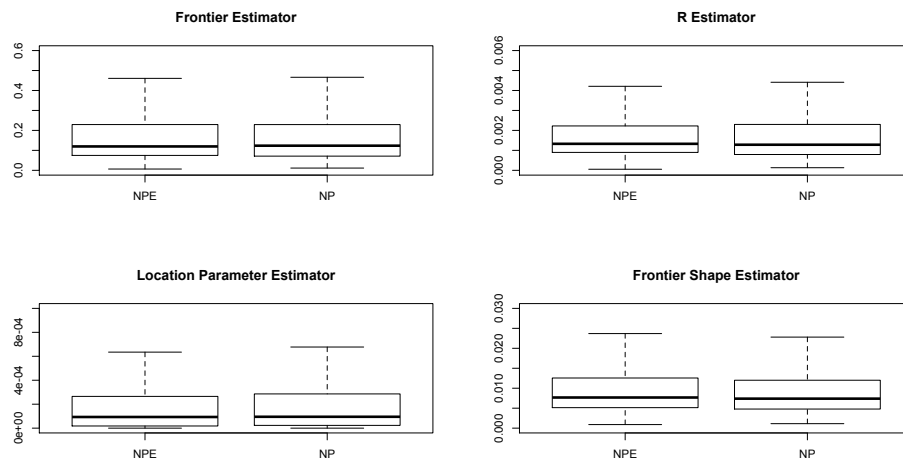 Frontier Estimator
0.6
0.4
0.2
0.0
NPE NP
R Estimator
0.006
0.004
0.002
0.000
NPE NP
Location Parameter Estimator
8e-04
4e-04
0e+00
NPE NP
Frontier Shape Estimator
0.030
0.020
0.010
0.000
NPE NP